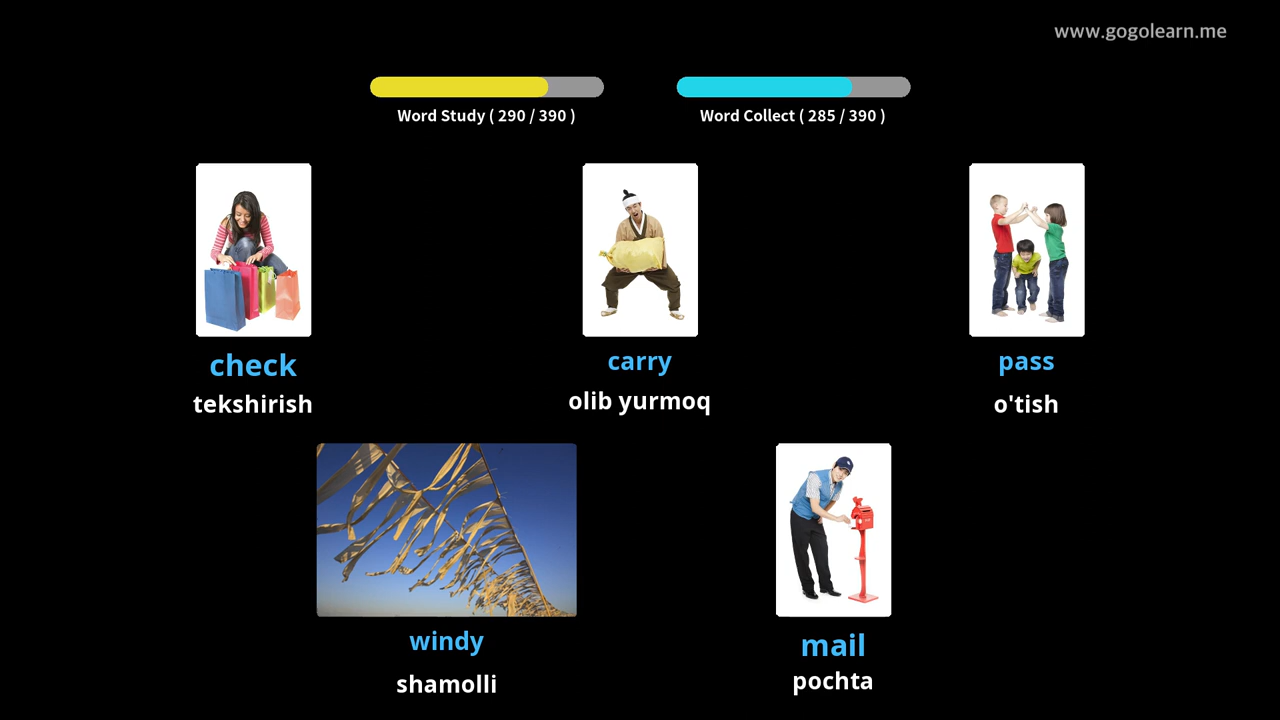 www.gogolearn.me
Word Study ( 290 / 390 )
Word Collect ( 285 / 390 )
check
tekshirish
carry
olib yurmoq
pass
o'tish
windy
shamolli
mail
pochta